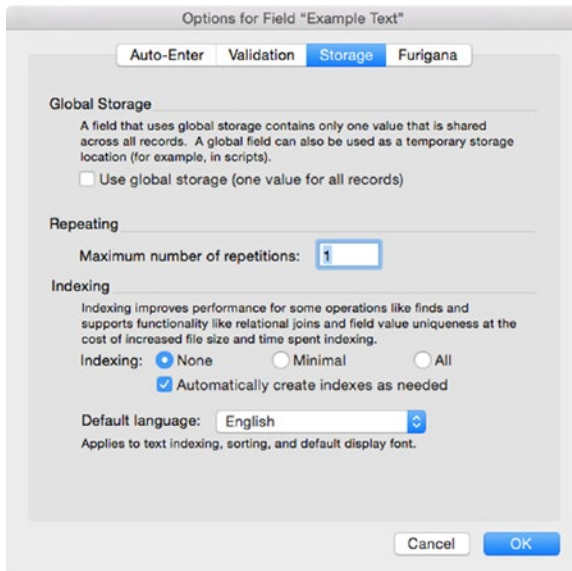 Options for Field “Example Text”
Auto-Enter Validation Storage Furigana
Global Storage
A field that uses global storage contains only one value that is shared
across all records. A global field can also be used as a temporary storage
location (for example, in scripts).
Use global storage (one value for all records)
Repeating
Maximum number of repetitions: 1
Indexing
Indexing improves performance for some operations like finds and
supports functionality like relational joins and field value uniqueness at the
cost of increased file size and time spent indexing.
Indexing: None Minimal All
Automatically create indexes as needed
Default language: English
Applies to text indexing, sorting, and default display font.
Cancel OK